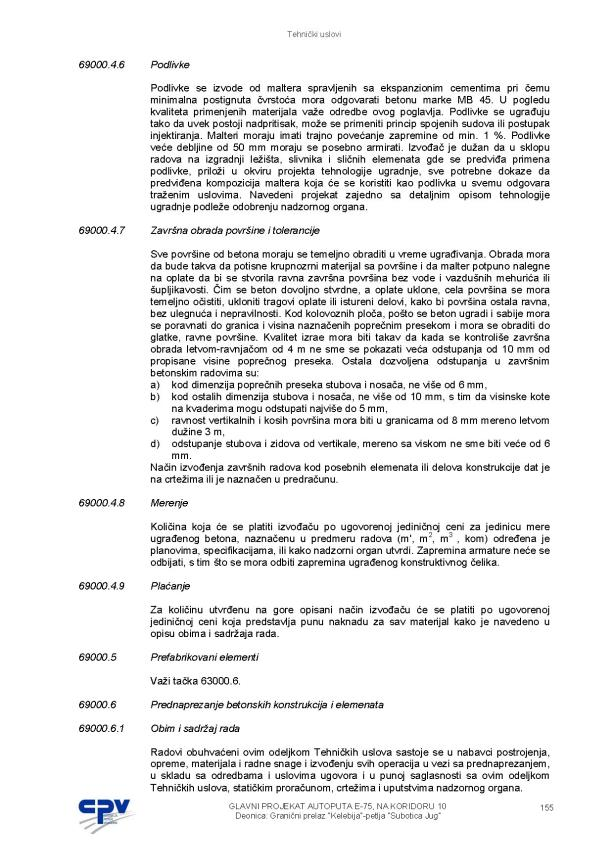 Tehnički uslovi
69000.4.6 Podlivke
Podlivke se izvode od maltera spravljenih sa ekspanzionim cementima pri čemu
minimalna postignuta čvrstoća mora odgovarati betonu marke MB 45. U pogledu
kvaliteta primenjenih materijala važe odredbe ovog poglavlja. Podlivke se ugrađuju
tako da uvek postoji nadpritisak, može se primeniti princip spojenih sudova ili postupak
injektiranja. Malteri moraju imati trajno povećanje zapremine od min. 1 %. Podlivke
veće debljine od 50 mm moraju se posebno armirati. Izvođač je dužan da u sklopu
radova na izgradnji ležišta, slivnika i sličnih elemenata gde se predviđa primena
podlivke, priloži u okviru projekta tehnologije ugradnje, sve potrebne dokaze da
predviđena kompozicija maltera koja će se koristiti kao podlivka u svemu odgovara
traženim uslovima. Navedeni projekat zajedno sa detaljnim opisom tehnologije
ugradnje podleže odobrenju nadzornog organa.
69000.4.7 Završna obrada površine i tolerancije
Sve površine od betona moraju se temeljno obraditi u vreme ugrađivanja. Obrada mora
da bude takva da potisne krupnozrni materijal sa površine i da malter potpuno nalegne
na oplate da bi se stvorila ravna završna površina bez vode i vazdušnih mehurića ili
šupljikavosti. Čim se beton dovoljno stvrdne, a oplate uklone, cela površina se mora
temeljno očistiti, ukloniti tragovi oplate ili istureni delovi, kako bi površina ostala ravna,
bez ulegnuća i nepravilnosti. Kod kolovoznih ploča, pošto se beton ugradi i sabije mora
se poravnati do granica i visina naznačenih poprečnim presekom i mora se obraditi do
glatke, ravne površine. Kvalitet izrae mora biti takav da kada se kontroliše završna
obrada letvom-ravnjačom od 4 m ne sme se pokazati veća odstupanja od 10 mm od
propisane visine poprečnog preseka. Ostala dozvoljena odstupanja u završnim
betonskim radovima su:
a) kod dimenzija poprečnih preseka stubova i nosača, ne više od 6 mm,
b) kod ostalih dimenzija stubova i nosača, ne više od 10 mm, s tim da visinske kote
na kvaderima mogu odstupati najviše do 5 mm,
c) ravnost vertikalnih i kosih površina mora biti u granicama od 8 mm mereno letvom
dužine 3 m,
d) odstupanje stubova i zidova od vertikale, mereno sa viskom ne sme biti veće od 6
mm.
Način izvođenja završnih radova kod posebnih elemenata ili delova konstrukcije dat je
na crtežima ili je naznačen u predračunu.
69000.4.8 Merenje
Količina koja će se platiti izvođaču po ugovorenoj jediničnoj ceni za jedinicu mere
ugrađenog betona, naznačenu u predmeru radova (m', m², m³ , kom) određena je
planovima, specifikacijama, ili kako nadzorni organ utvrdi. Zapremina armature neće se
odbijati, s tim što se mora odbiti zapremina ugrađenog konstruktivnog čelika.
69000.4.9 Plaćanje
Za količinu utvrđenu na gore opisani način izvođaču će se platiti po ugovorenoj
jediničnoj ceni koja predstavlja punu naknadu za sav materijal kako je navedeno u
opisu obima i sadržaja rada.
69000.5 Prefabrikovani elementi
Važi tačka 63000.6.
69000.6 Prednaprezanje betonskih konstrukcija i elemenata
69000.6.1 Obim i sadržaj rada
Radovi obuhvaćeni ovim odeljkom Tehničkih uslova sastoje se u nabavci postrojenja,
opreme, materijala i radne snage i izvođenju svih operacija u vezi sa prednaprezanjem,
u skladu sa odredbama i uslovima ugovora i u punoj saglasnosti sa ovim odeljkom
Tehničkih uslova, statičkim proračunom, crtežima i uputstvima nadzornog organa.
CPV
GLAVNI PROJEKAT AUTOPUTA E-75, NA KORIDORU 10 155
Deonica: Granični prelaz "Kelebija"-petlja "Subotica Jug"